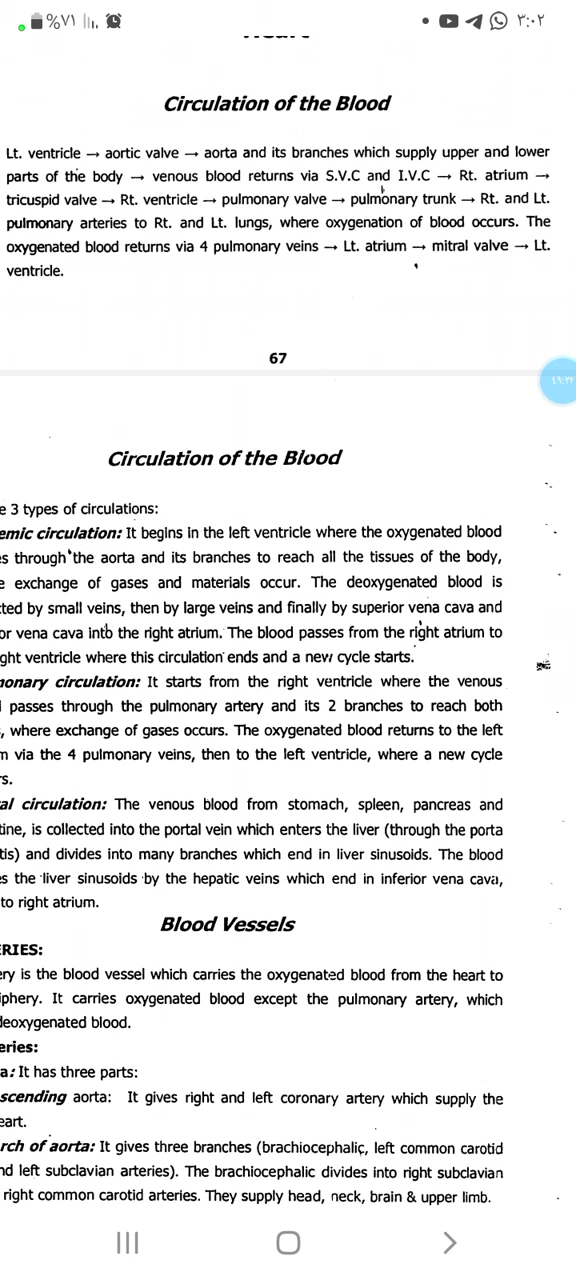 %٧١ ٣:٠٢
Circulation of the Blood
Lt. ventricle → aortic valve → aorta and its branches which supply upper and lower
parts of the body → venous blood returns via S.V.C and I.V.C → Rt. atrium →
tricuspid valve → Rt. ventricle → pulmonary valve → pulmonary trunk → Rt. and Lt.
pulmonary arteries to Rt. and Lt. lungs, where oxygenation of blood occurs. The
oxygenated blood returns via 4 pulmonary veins → Lt. atrium → mitral valve → Lt.
ventricle.
67
٤٩:٢٢
Circulation of the Blood
e 3 types of circulations:
emic circulation: It begins in the left ventricle where the oxygenated blood
es through the aorta and its branches to reach all the tissues of the body,
e exchange of gases and materials occur. The deoxygenated blood is
ted by small veins, then by large veins and finally by superior vena cava and
or vena cava into the right atrium. The blood passes from the right atrium to
ght ventricle where this circulation ends and a new cycle starts.
nonary circulation: It starts from the right ventricle where the venous
passes through the pulmonary artery and its 2 branches to reach both
, where exchange of gases occurs. The oxygenated blood returns to the left
m via the 4 pulmonary veins, then to the left ventricle, where a new cycle
rs.
al circulation: The venous blood from stomach, spleen, pancreas and
tine, is collected into the portal vein which enters the liver (through the porta
tis) and divides into many branches which end in liver sinusoids. The blood
es the liver sinusoids by the hepatic veins which end in inferior vena cava,
to right atrium.
Blood Vessels
ERIES:
ery is the blood vessel which carries the oxygenated blood from the heart to
iphery. It carries oxygenated blood except the pulmonary artery, which
deoxygenated blood.
eries:
a: It has three parts:
scending aorta: It gives right and left coronary artery which supply the
eart.
rch of aorta: It gives three branches (brachiocephalic, left common carotid
nd left subclavian arteries). The brachiocephalic divides into right subclavian
right common carotid arteries. They supply head, neck, brain & upper limb.